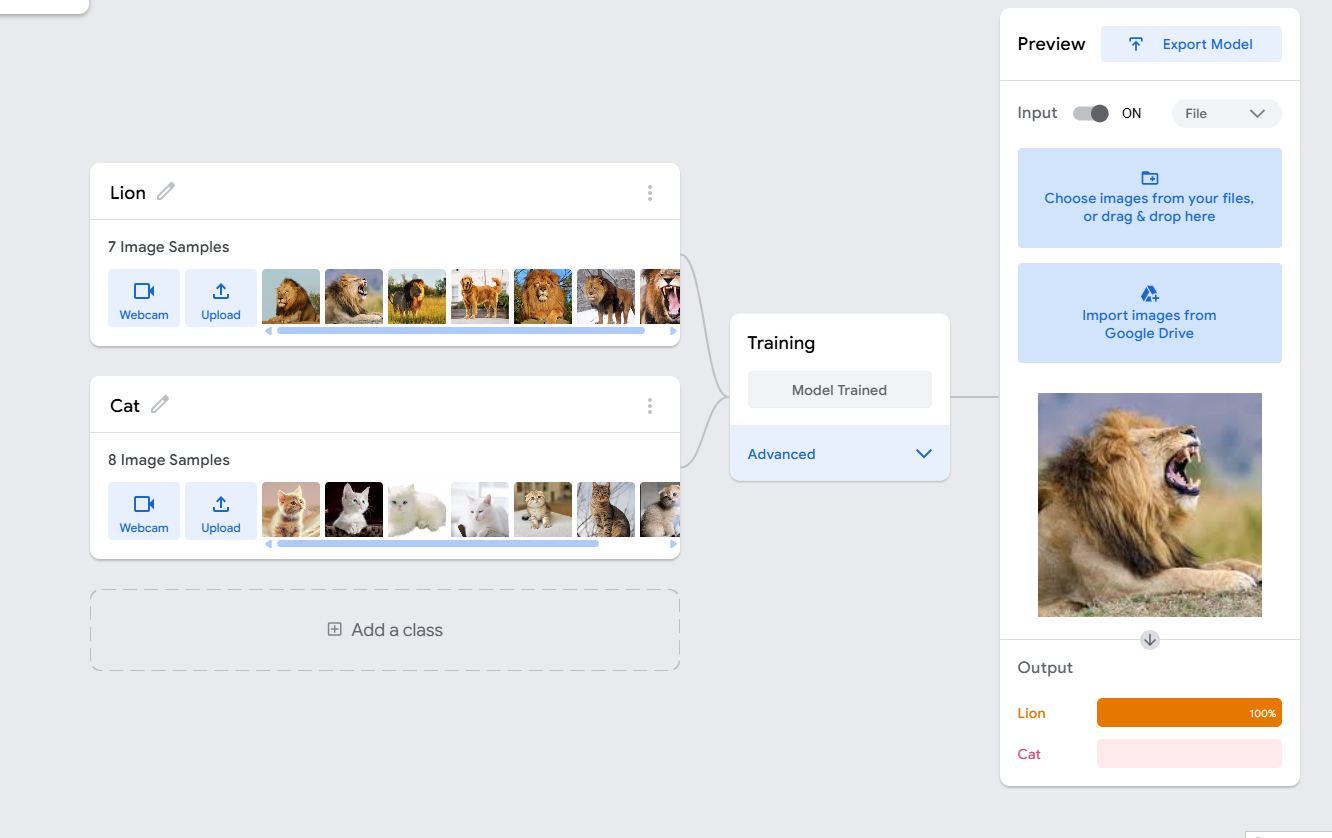 Preview
Export Model
Input
ON
File
Choose images from your files,
or drag & drop here
Import images from
Google Drive
Lion
7 Image Samples
Webcam
Upload
Cat
8 Image Samples
Webcam
Upload
Add a class
Training
Model Trained
Advanced
Output
Lion
100%
Cat